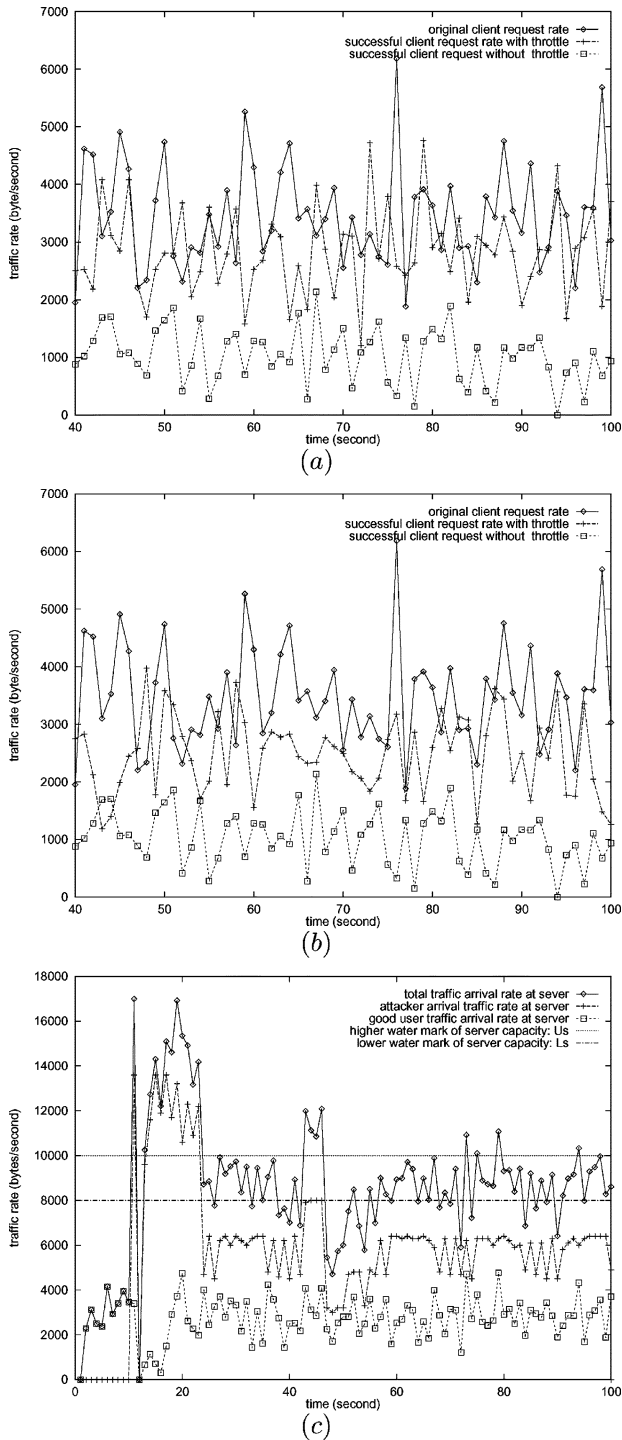 7000
6000
5000
4000
3000
2000
1000
0
traffic rate (byte/second)
original client request rate
successful client request rate with throttle
successful client request without throttle
40 50 60 70 80 90 100
time (second)
(a)
7000
6000
5000
4000
3000
2000
1000
0
traffic rate (byte/second)
original client request rate
successful client request rate with throttle
successful client request without throttle
40 50 60 70 80 90 100
time (second)
(b)
18000
16000
14000
12000
10000
8000
6000
4000
2000
0
traffic rate (bytes/second)
total traffic arrival rate at sever
attacker arrival traffic rate at server
good user traffic arrival rate at server
higher water mark of server capacity: Us
lower water mark of server capacity: Ls
0 20 40 60 80 100
time (second)
(c)